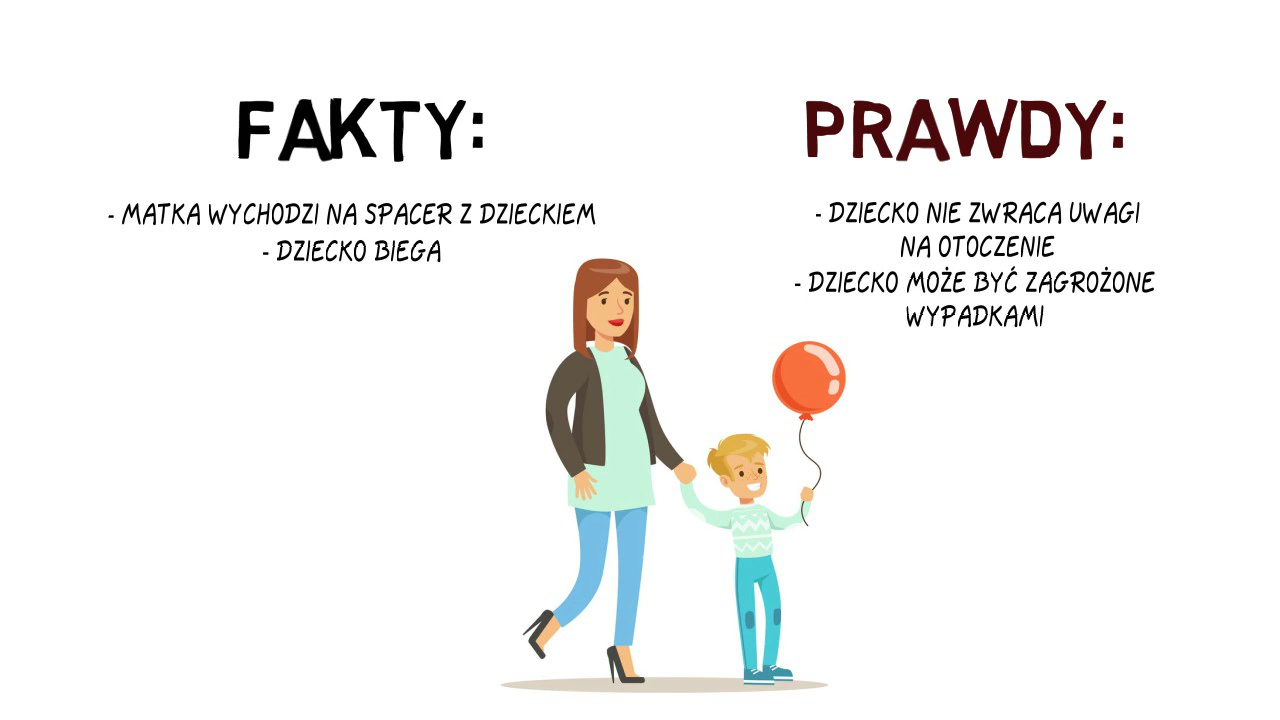 FAKTY:
- MATKA WYCHODZI NA SPACER Z DZIECKIEM
- DZIECKO BIEGA
PRAWDY:
- DZIECKO NIE ZWRACA UWAGI
NA OTOCZENIE
- DZIECKO MOŻE BYĆ ZAGROŻONE
WYPADKAMI